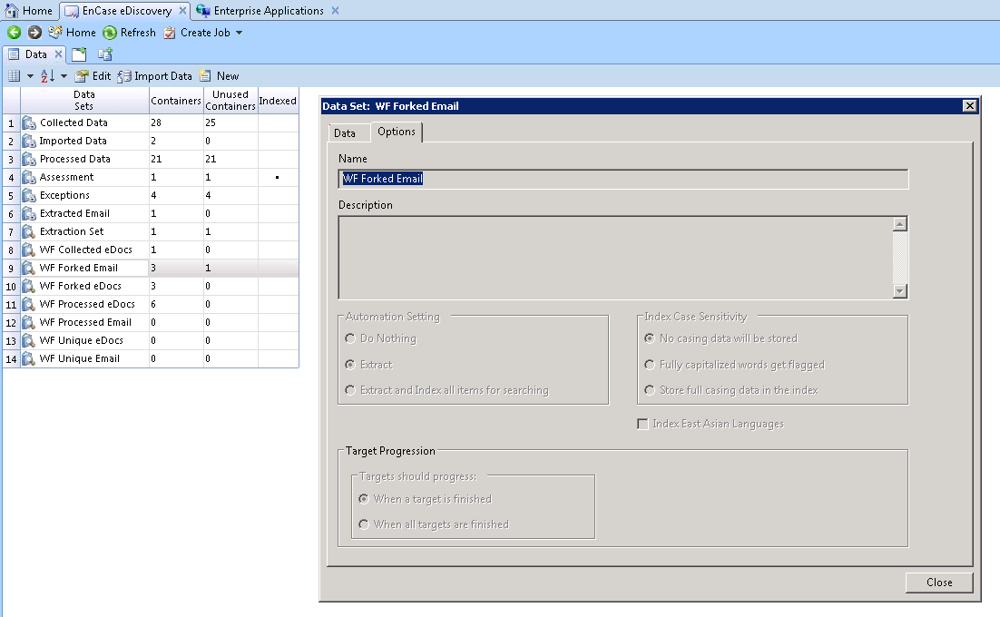 Home EnCase eDiscovery Enterprise Applications
Home Refresh Create Job
Data
Edit Import Data New
Data Sets Containers Unused Containers Indexed
1 Collected Data 28 25
2 Imported Data 2 0
3 Processed Data 21 21
4 Assessment 1 1 •
5 Exceptions 4 4
6 Extracted Email 1 0
7 Extraction Set 1 1
8 WF Collected eDocs 1 0
9 WF Forked Email 3 1
10 WF Forked eDocs 3 0
11 WF Processed eDocs 6 0
12 WF Processed Email 0 0
13 WF Unique eDocs 0 0
14 WF Unique Email 0 0
Data Set: WF Forked Email
Data Options
Name
WF Forked Email
Description
Automation Setting
Do Nothing
Extract
Extract and Index all items for searching
Index Case Sensitivity
No casing data will be stored
Fully capitalized words get flagged
Store full casing data in the index
Index East Asian Languages
Target Progression
Targets should progress:
When a target is finished
When all targets are finished
Close